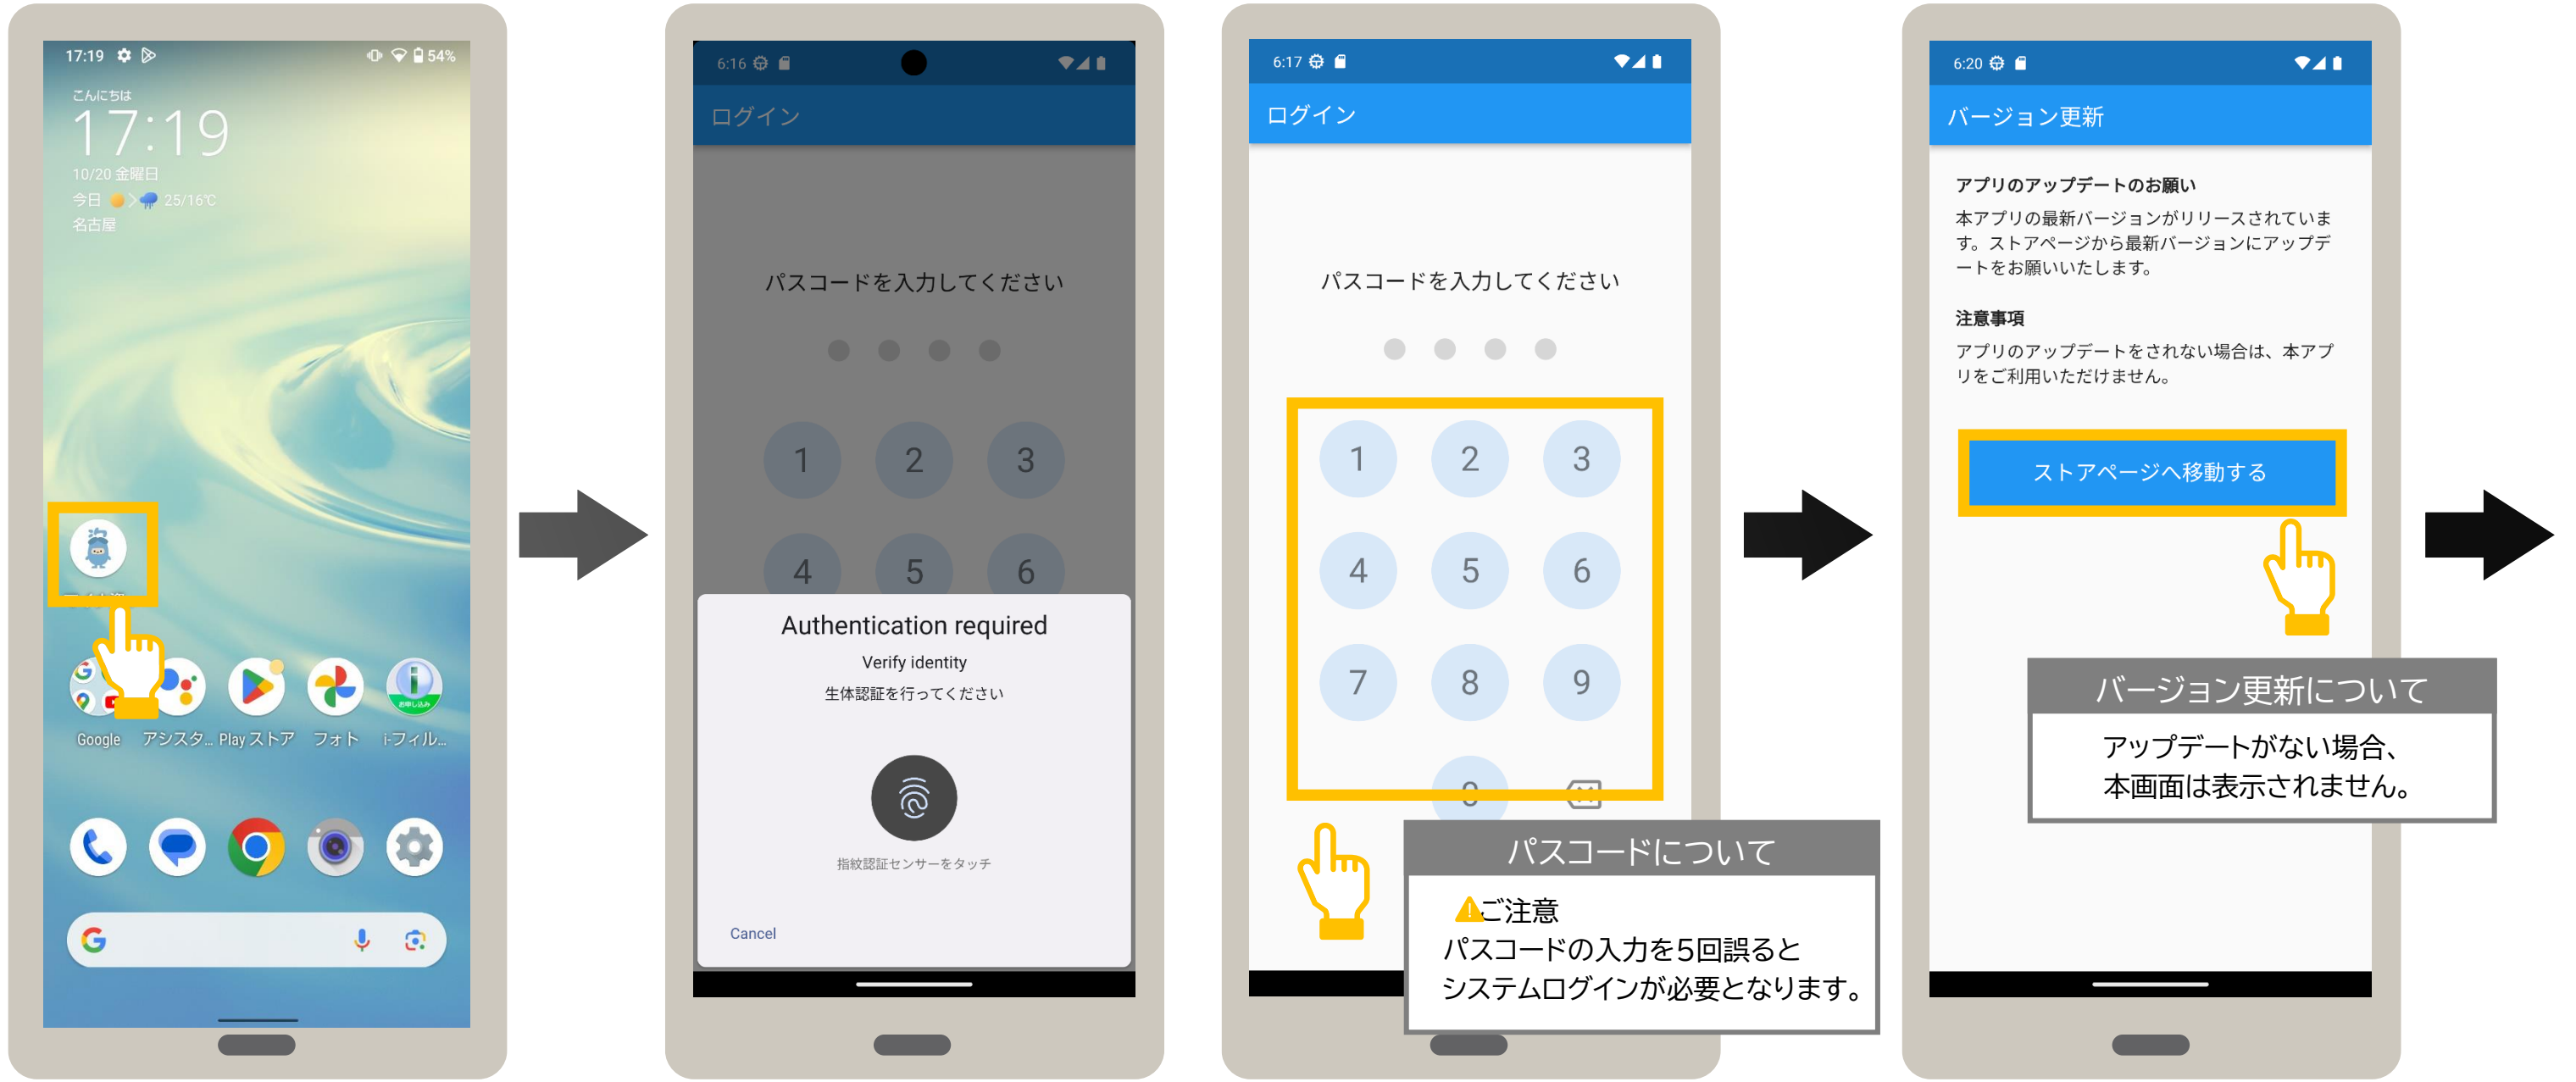 17:19
54%
こんにちは
17:19
10/20 金曜日
今日 25/16℃
名古屋
お申し込み
Google
アシスタ…
Play ストア
フォト
i-フィル…
6:16
ログイン
パスコードを入力してください
1 2 3
4 5 6
Authentication required
Verify identity
生体認証を行ってください
指紋認証センサーをタッチ
Cancel
6:17
ログイン
パスコードを入力してください
1 2 3
4 5 6
7 8 9
0
パスコードについて
ご注意
パスコードの入力を5回誤ると
システムログインが必要となります。
6:20
バージョン更新
アプリのアップデートのお願い
本アプリの最新バージョンがリリースされていま
す。ストアページから最新バージョンにアップデ
ートをお願いいたします。
注意事項
アプリのアップデートをされない場合は、本アプ
リをご利用いただけません。
ストアページへ移動する
バージョン更新について
アップデートがない場合、
本画面は表示されません。